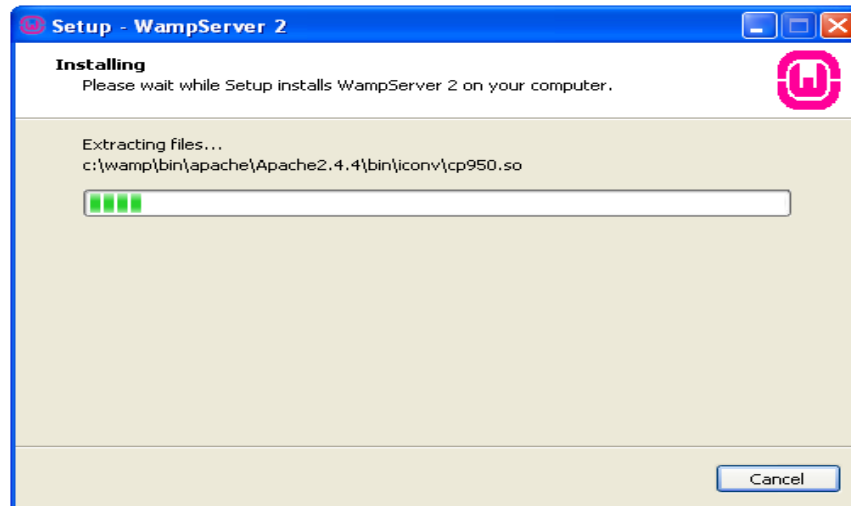 Setup - WampServer 2
Installing
Please wait while Setup installs WampServer 2 on your computer.
Extracting files...
c:\wamp\bin\apache\Apache2.4.4\bin\iconv\cp950.so
Cancel